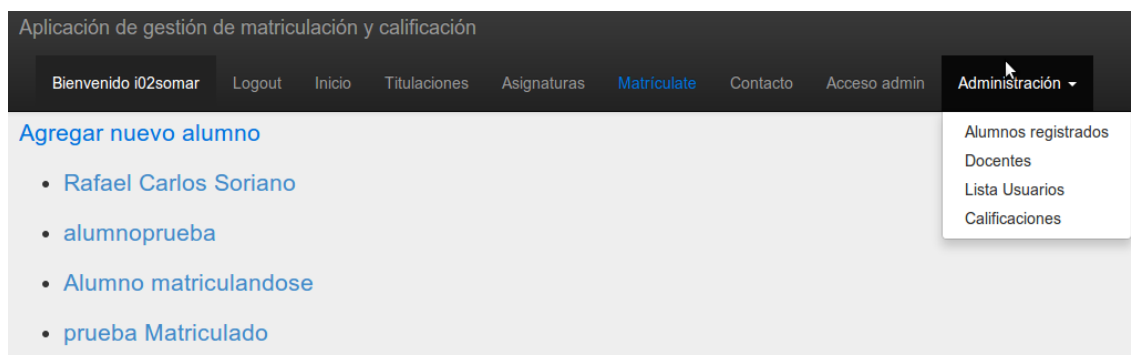 Aplicación de gestión de matriculación y calificación
Bienvenido i02somar Logout Inicio Titulaciones Asignaturas Matrículate Contacto Acceso admin Administración
Agregar nuevo alumno
Rafael Carlos Soriano
alumnoprueba
Alumno matriculandose
prueba Matriculado
Alumnos registrados
Docentes
Lista Usuarios
Calificaciones